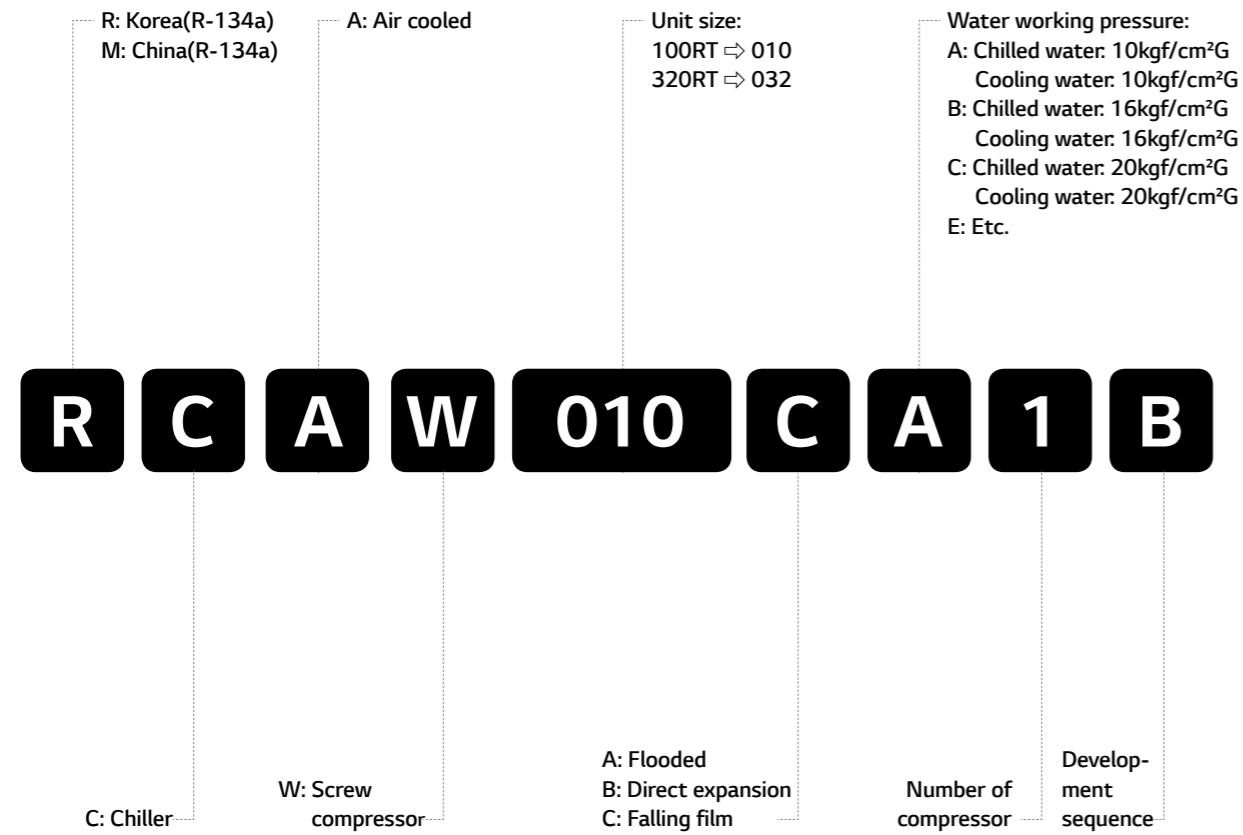 R: Korea(R-134a)
M: China(R-134a)
A: Air cooled
Unit size:
100RT ⇨ 010
320RT ⇨ 032
Water working pressure:
A: Chilled water: 10kgf/cm²G
Cooling water: 10kgf/cm²G
B: Chilled water: 16kgf/cm²G
Cooling water: 16kgf/cm²G
C: Chilled water: 20kgf/cm²G
Cooling water: 20kgf/cm²G
E: Etc.
R C A W 010 C A 1 B
C: Chiller
W: Screw
compressor
A: Flooded
B: Direct expansion
C: Falling film
Number of
compressor
Develop-
ment
sequence